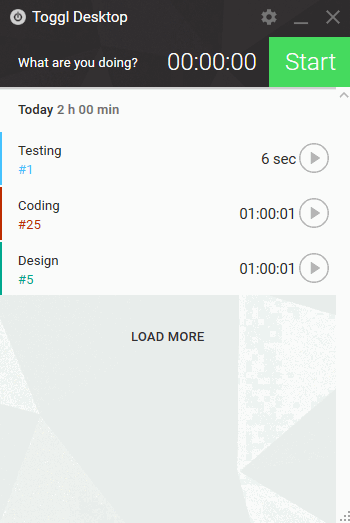 Toggl Desktop
What are you doing? 00:00:00 Start
Today 2 h 00 min
Testing
#1
6 sec
Coding
#25
01:00:01
Design
#5
01:00:01
LOAD MORE